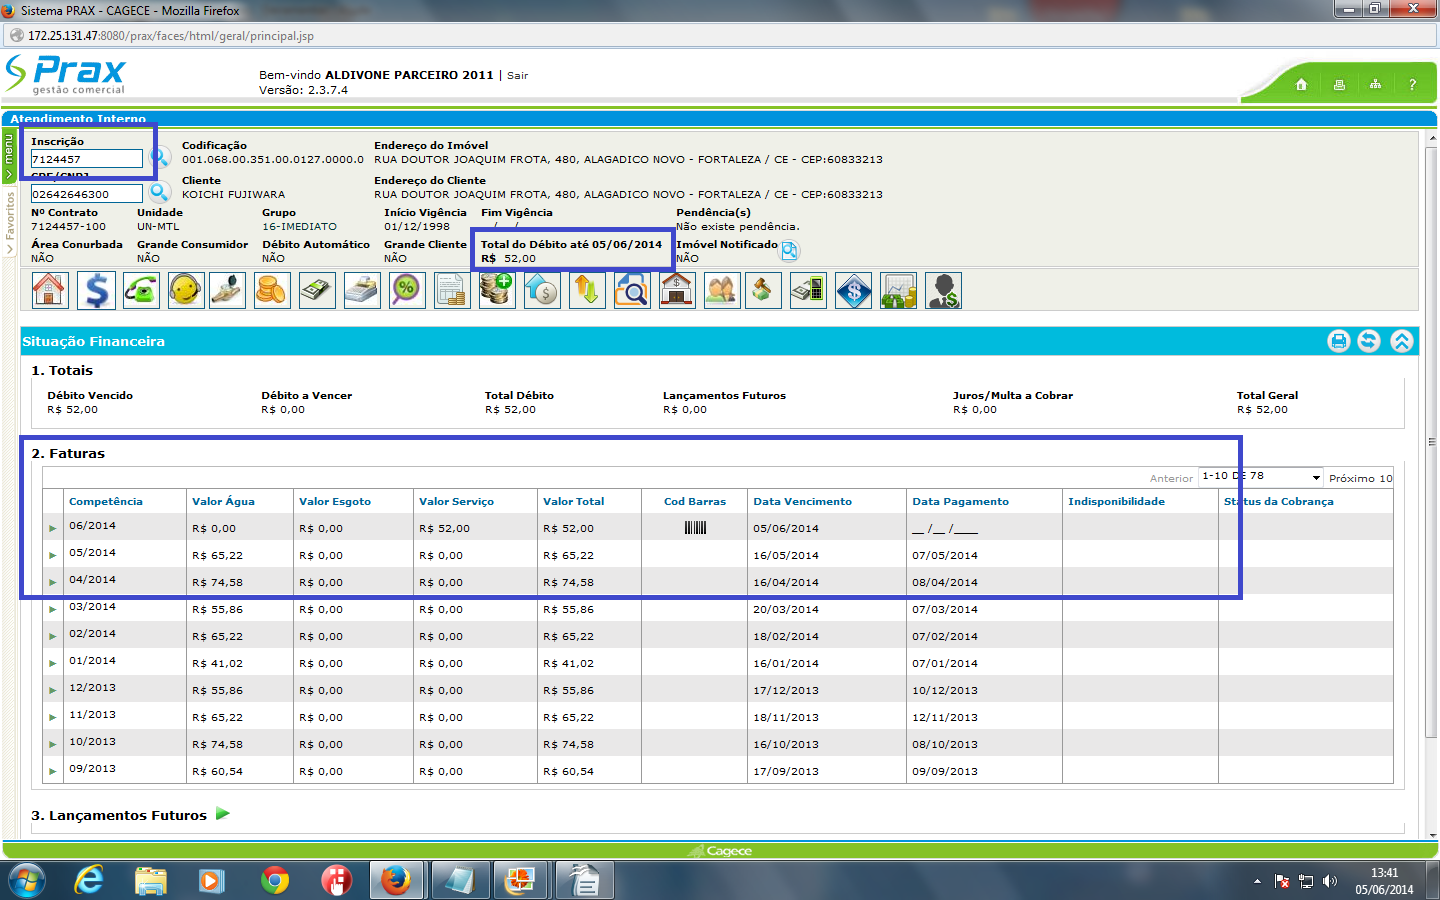 Sistema PRAX - CAGECE - Mozilla Firefox
172.25.131.47:8080/prax/faces/html/geral/principal.jsp
Prax
gestão comercial
Bem-vindo ALDIVONE PARCEIRO 2011 | Sair
Versão: 2.3.7.4
?
Atendimento Interno
menu
Favoritos
Inscrição Codificação Endereço do Imóvel
7124457 001.068.00.351.00.0127.0000.0 RUA DOUTOR JOAQUIM FROTA, 480, ALAGADICO NOVO - FORTALEZA / CE - CEP:60833213
CPF/CNPJ Cliente Endereço do Cliente
02642646300 KOICHI FUJIWARA RUA DOUTOR JOAQUIM FROTA, 480, ALAGADICO NOVO - FORTALEZA / CE - CEP:60833213
Nº Contrato Unidade Grupo Início Vigência Fim Vigência Pendência(s)
7124457-100 UN-MTL 16-IMEDIATO 01/12/1998 __/__/__ Não existe pendência.
Área Conurbada Grande Consumidor Débito Automático Grande Cliente Total do Débito até 05/06/2014 Imóvel Notificado
NÃO NÃO NÃO NÃO R$ 52,00 NÃO
Situação Financeira
1. Totais
Débito Vencido Débito a Vencer Total Débito Lançamentos Futuros Juros/Multa a Cobrar Total Geral
R$ 52,00 R$ 0,00 R$ 52,00 R$ 0,00 R$ 0,00 R$ 52,00
2. Faturas
Anterior 1-10 DE 78 Próximo 10
Competência Valor Água Valor Esgoto Valor Serviço Valor Total Cod Barras Data Vencimento Data Pagamento Indisponibilidade Status da Cobrança
06/2014 R$ 0,00 R$ 0,00 R$ 52,00 R$ 52,00 05/06/2014 __/__/____
05/2014 R$ 65,22 R$ 0,00 R$ 0,00 R$ 65,22 16/05/2014 07/05/2014
04/2014 R$ 74,58 R$ 0,00 R$ 0,00 R$ 74,58 16/04/2014 08/04/2014
03/2014 R$ 55,86 R$ 0,00 R$ 0,00 R$ 55,86 20/03/2014 07/03/2014
02/2014 R$ 65,22 R$ 0,00 R$ 0,00 R$ 65,22 18/02/2014 07/02/2014
01/2014 R$ 41,02 R$ 0,00 R$ 0,00 R$ 41,02 16/01/2014 07/01/2014
12/2013 R$ 55,86 R$ 0,00 R$ 0,00 R$ 55,86 17/12/2013 10/12/2013
11/2013 R$ 65,22 R$ 0,00 R$ 0,00 R$ 65,22 18/11/2013 12/11/2013
10/2013 R$ 74,58 R$ 0,00 R$ 0,00 R$ 74,58 16/10/2013 08/10/2013
09/2013 R$ 60,54 R$ 0,00 R$ 0,00 R$ 60,54 17/09/2013 09/09/2013
3. Lançamentos Futuros
Cagece
13:41
05/06/2014